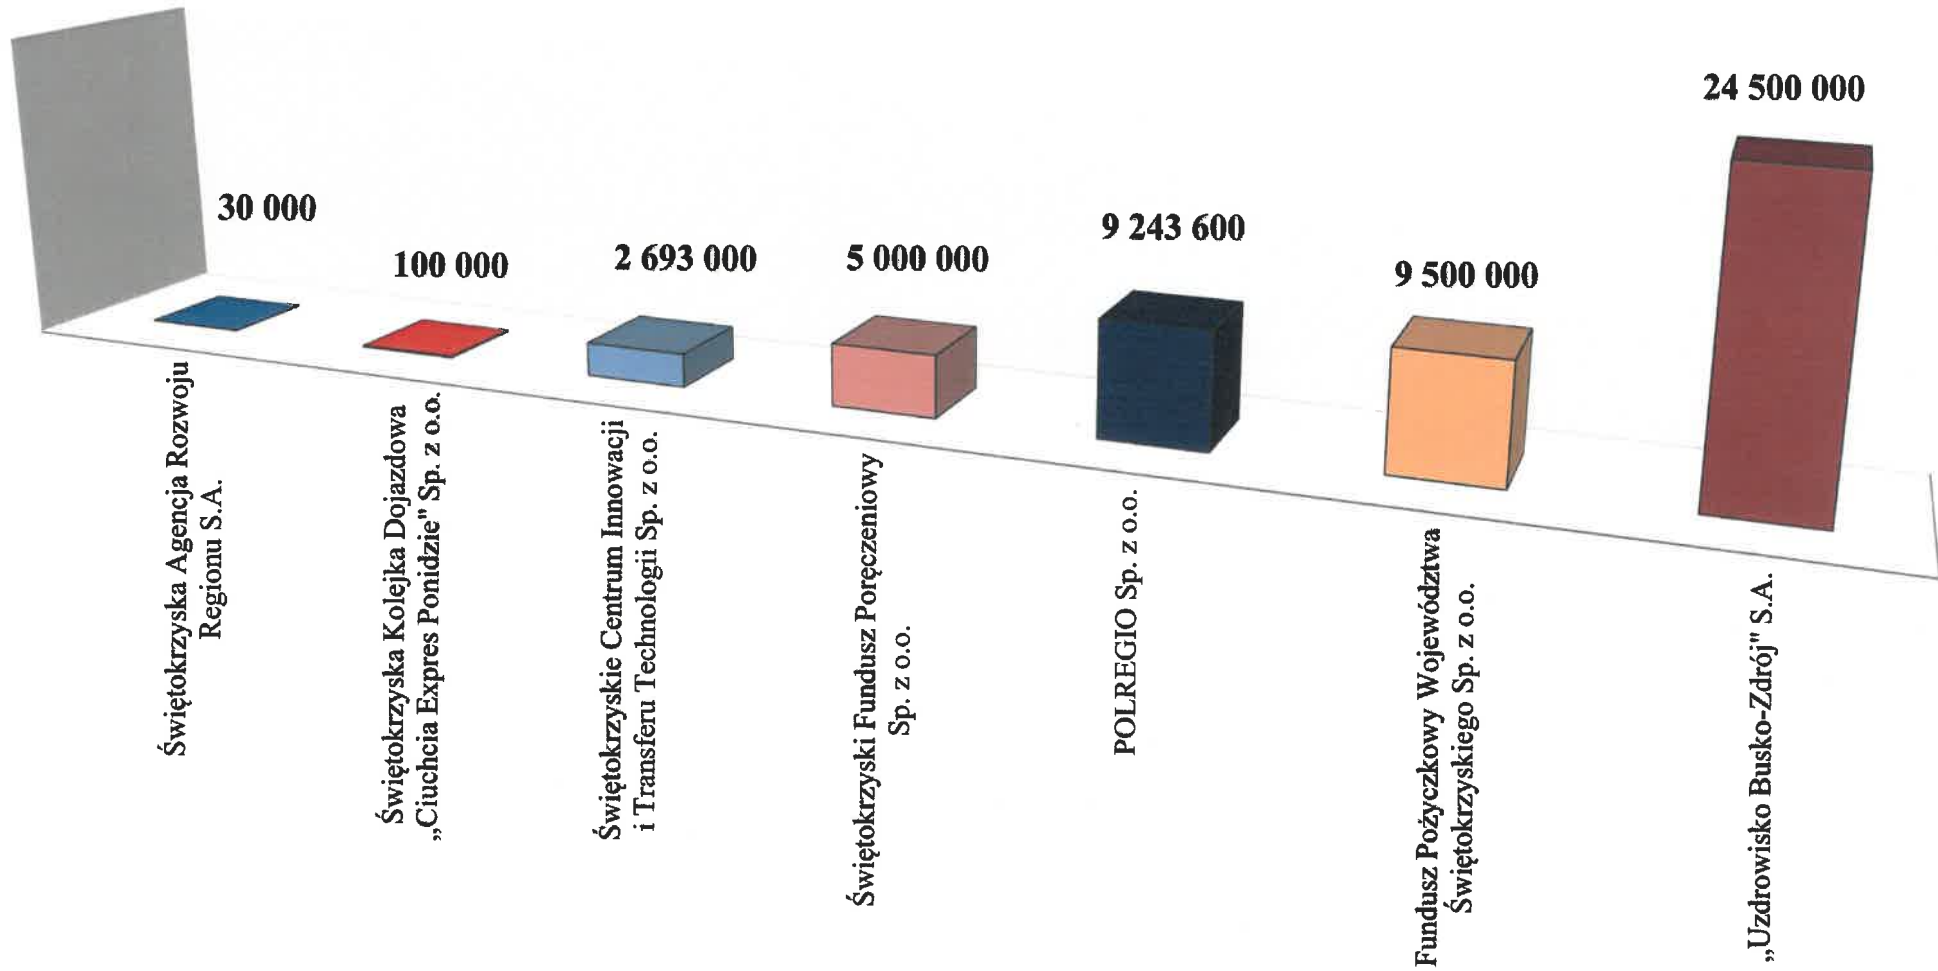 30 000
100 000
2 693 000
5 000 000
9 243 600
9 500 000
24 500 000
Świętokrzyska Agencja Rozwoju
Regionu S.A.
Świętokrzyska Kolejka Dojazdowa
„Ciuchcia Expres Ponidzie" Sp. z o.o.
Świętokrzyskie Centrum Innowacji
i Transferu Technologii Sp. z o.o.
Świętokrzyski Fundusz Poręczeniowy
Sp. z o.o.
POLREGIO Sp. z o.o.
Fundusz Pożyczkowy Województwa
Świętokrzyskiego Sp. z o.o.
„Uzdrowisko Busko-Zdrój" S.A.